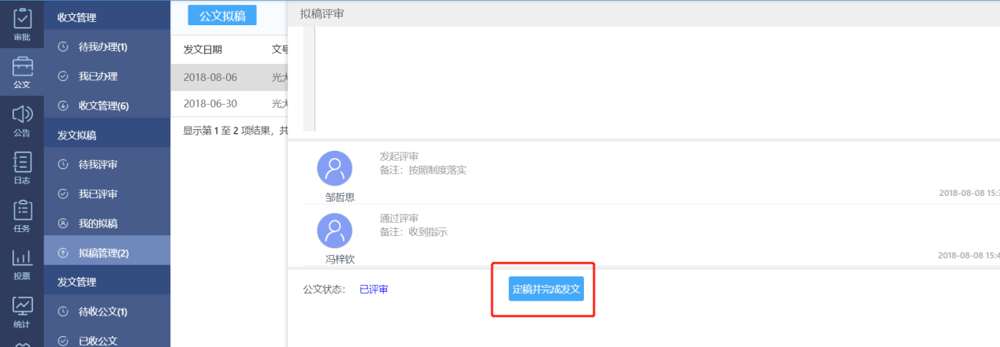 审批
公文
公告
日志
任务
投票
统计
收文管理
待我办理(1)
我已办理
收文管理(6)
发文拟稿
待我评审
我已评审
我的拟稿
拟稿管理(2)
发文管理
待收公文(1)
已收公文
公文拟稿
发文日期 文号
2018-08-06 光大
2018-06-30 光大
显示第 1 至 2 项结果，共
拟稿评审
发起评审
备注：按照制度落实
邹哲思
2018-08-08 15:3
通过评审
备注：收到指示
冯梓钦
2018-08-08 15:4
公文状态： 已评审
定稿并完成发文